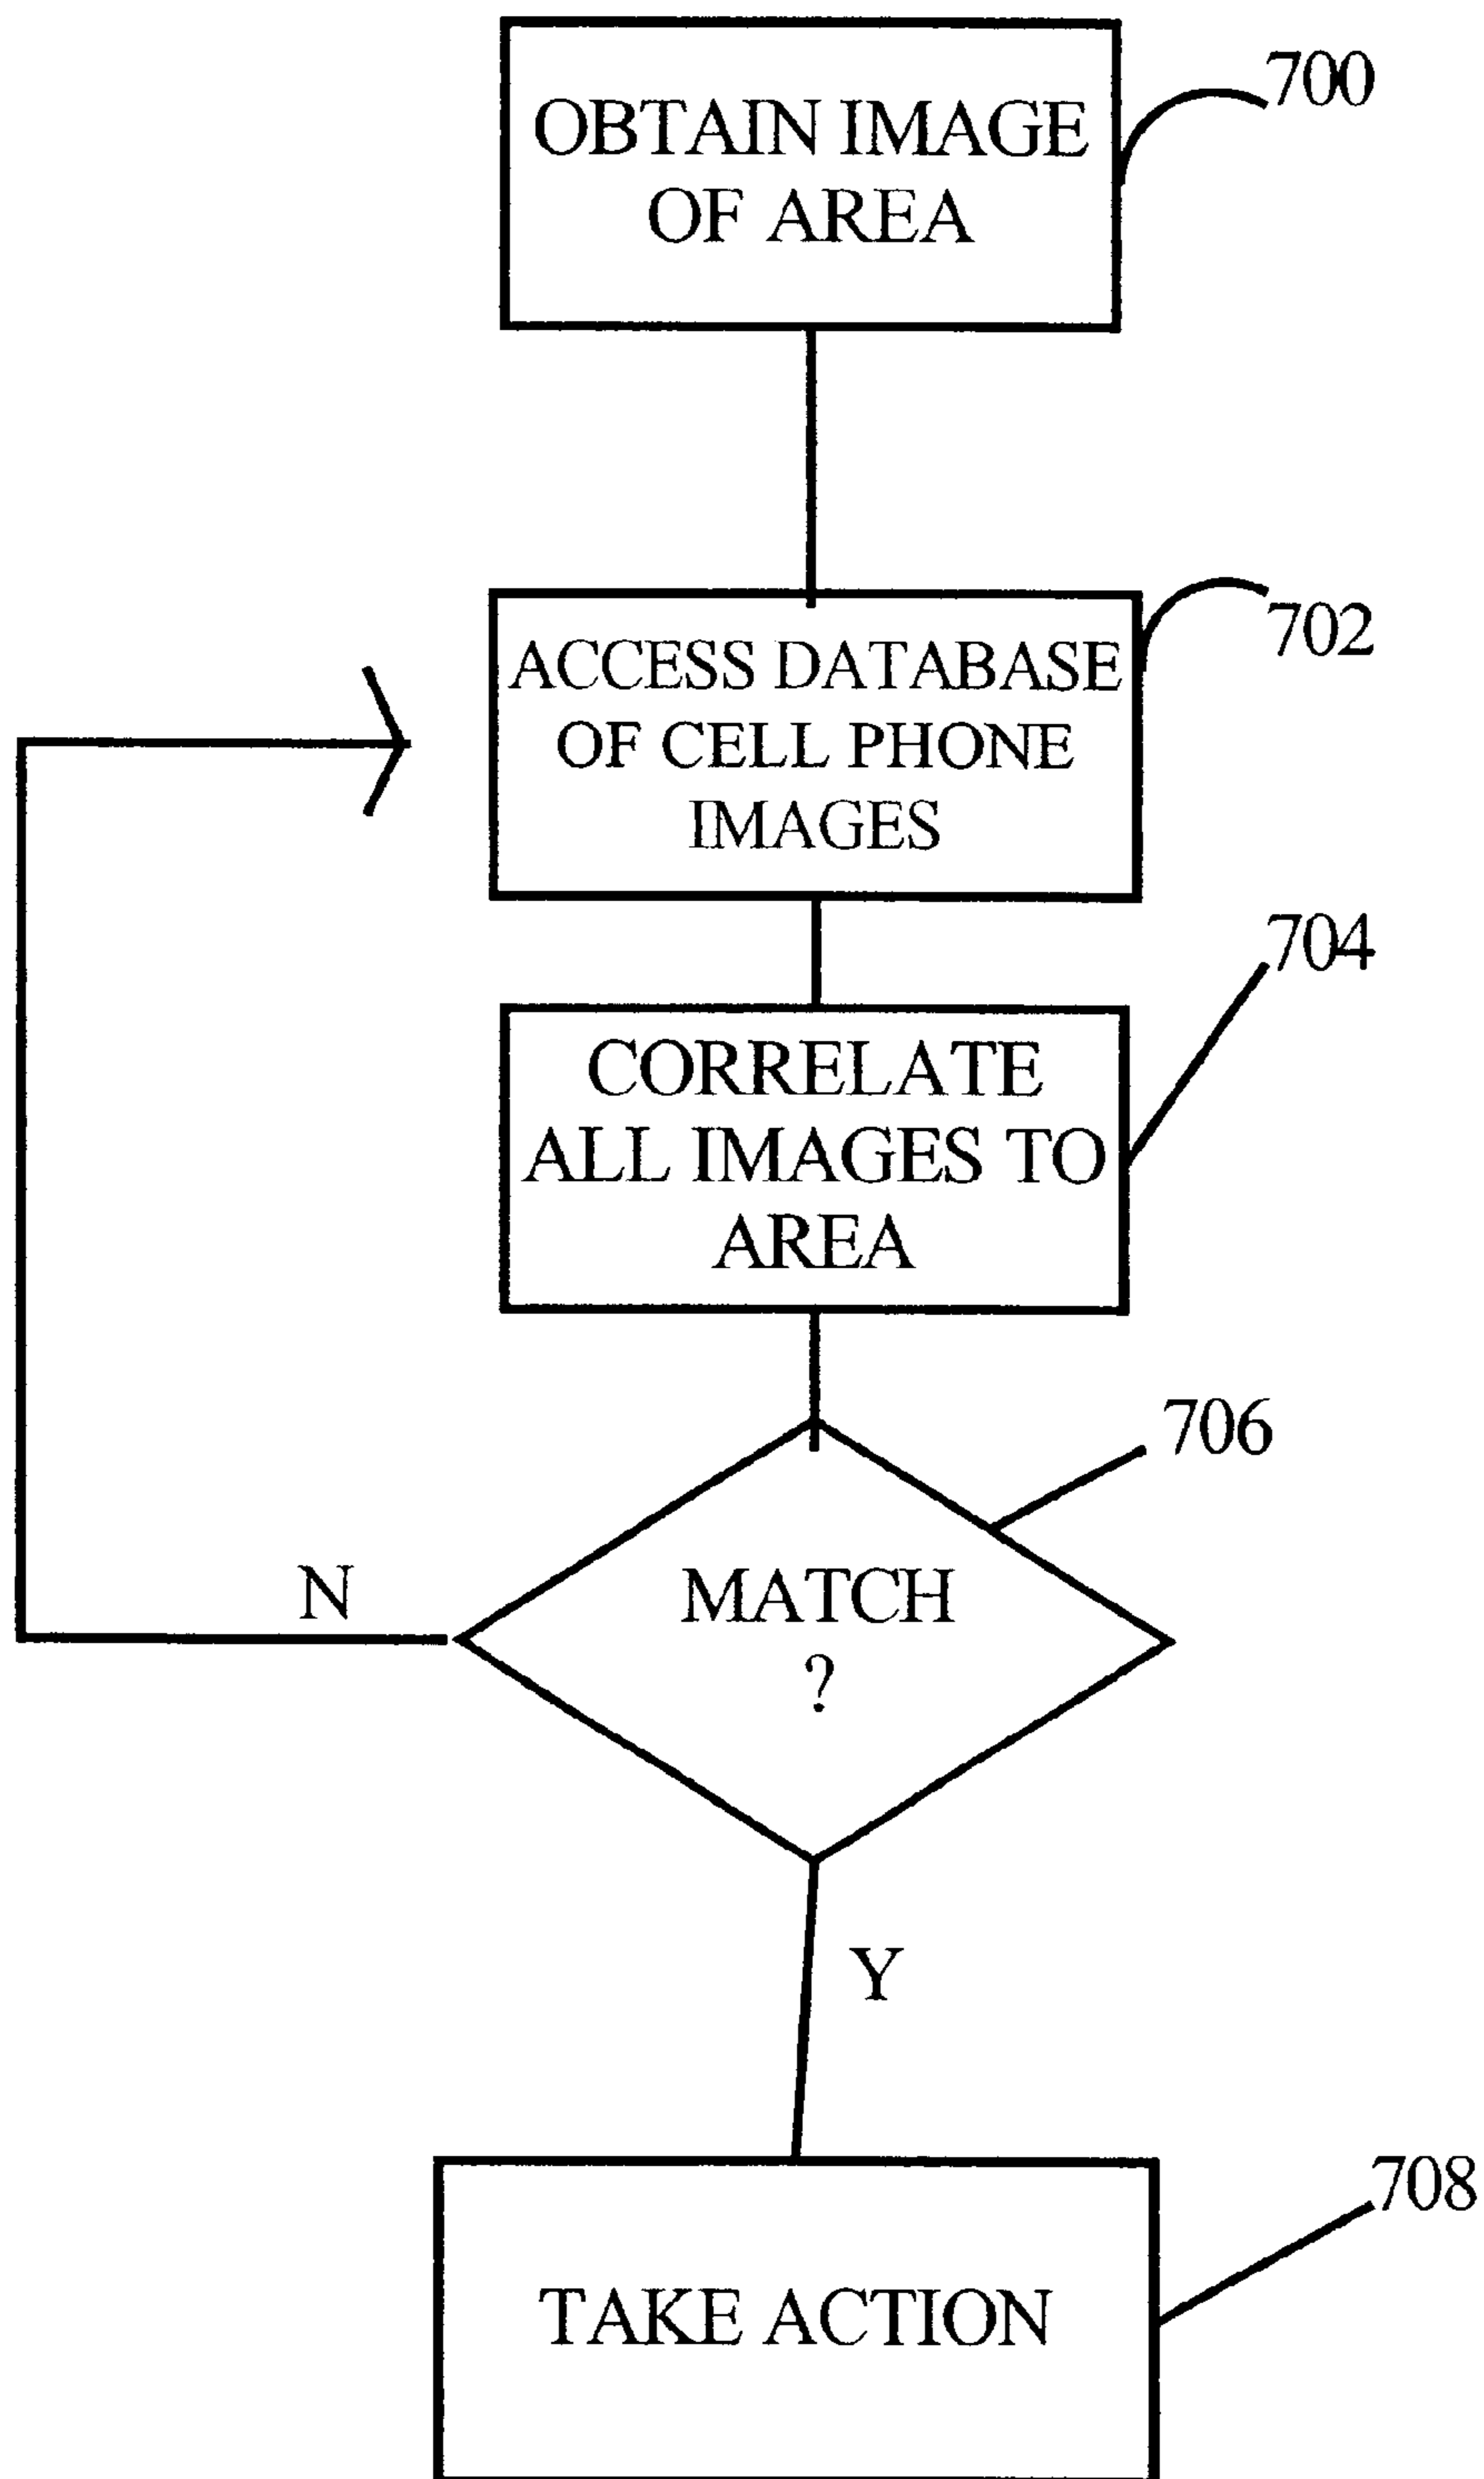 OBTAIN IMAGE
OF AREA
700
ACCESS DATABASE
OF CELL PHONE
IMAGES
702
CORRELATE
ALL IMAGES TO
AREA
704
706
MATCH
?
N
Y
TAKE ACTION
708